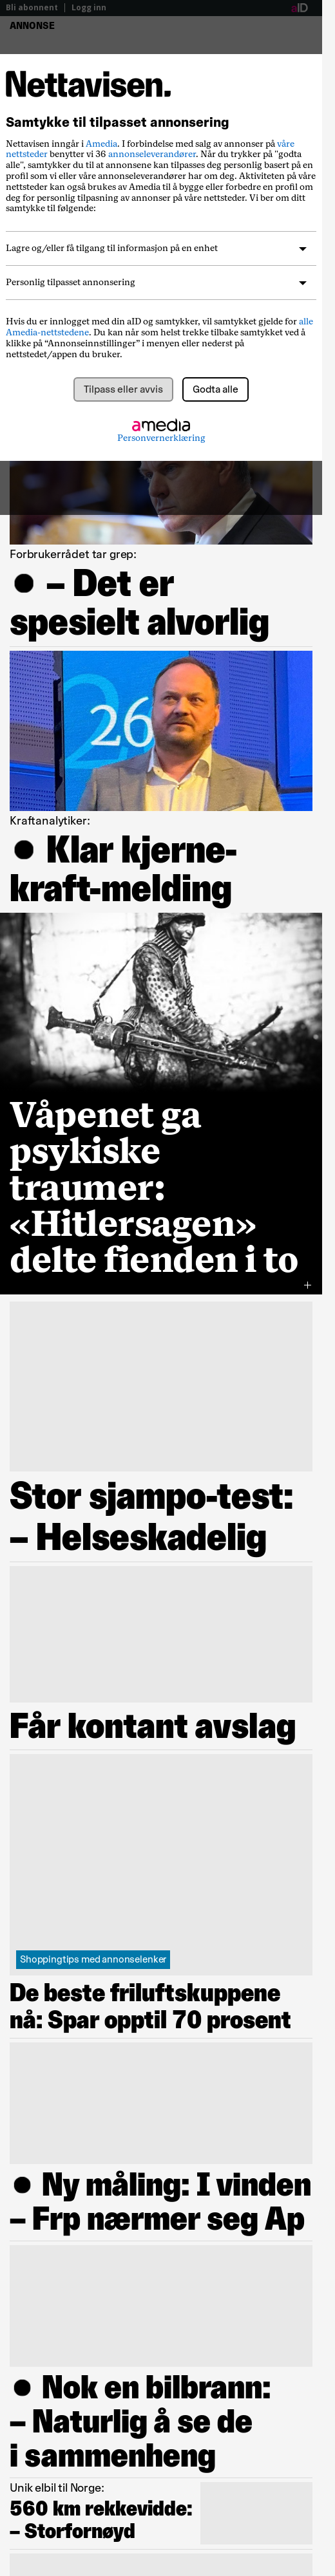 Bli abonnent | Logg inn
aID
ANNONSE
Nettavisen.
Samtykke til tilpasset annonsering
Nettavisen inngår i Amedia. I forbindelse med salg av annonser på våre
nettsteder benytter vi 36 annonseleverandører. Når du trykker på "godta
alle", samtykker du til at annonsene kan tilpasses deg personlig basert på en
profil som vi eller våre annonseleverandører har om deg. Aktiviteten på våre
nettsteder kan også brukes av Amedia til å bygge eller forbedre en profil om
deg for personlig tilpasning av annonser på våre nettsteder. Vi ber om ditt
samtykke til følgende:
Lagre og/eller få tilgang til informasjon på en enhet
Personlig tilpasset annonsering
Hvis du er innlogget med din aID og samtykker, vil samtykket gjelde for alle
Amedia-nettstedene. Du kan når som helst trekke tilbake samtykket ved å
klikke på “Annonseinnstillinger” i menyen eller nederst på
nettstedet/appen du bruker.
Tilpass eller avvis
Godta alle
amedia
Personvernerklæring
Forbrukerrådet tar grep:
● – Det er
spesielt alvorlig
26
Kraftanalytiker:
● Klar kjerne-
kraft-melding
Våpenet ga
psykiske
traumer:
«Hitlersagen»
delte fienden i to
+
Stor sjampo-test:
– Helseskadelig
Får kontant avslag
Shoppingtips med annonselenker
De beste friluftskuppene
nå: Spar opptil 70 prosent
● Ny måling: I vinden
– Frp nærmer seg Ap
● Nok en bilbrann:
– Naturlig å se de
i sammenheng
Unik elbil til Norge:
560 km rekkevidde:
– Storfornøyd